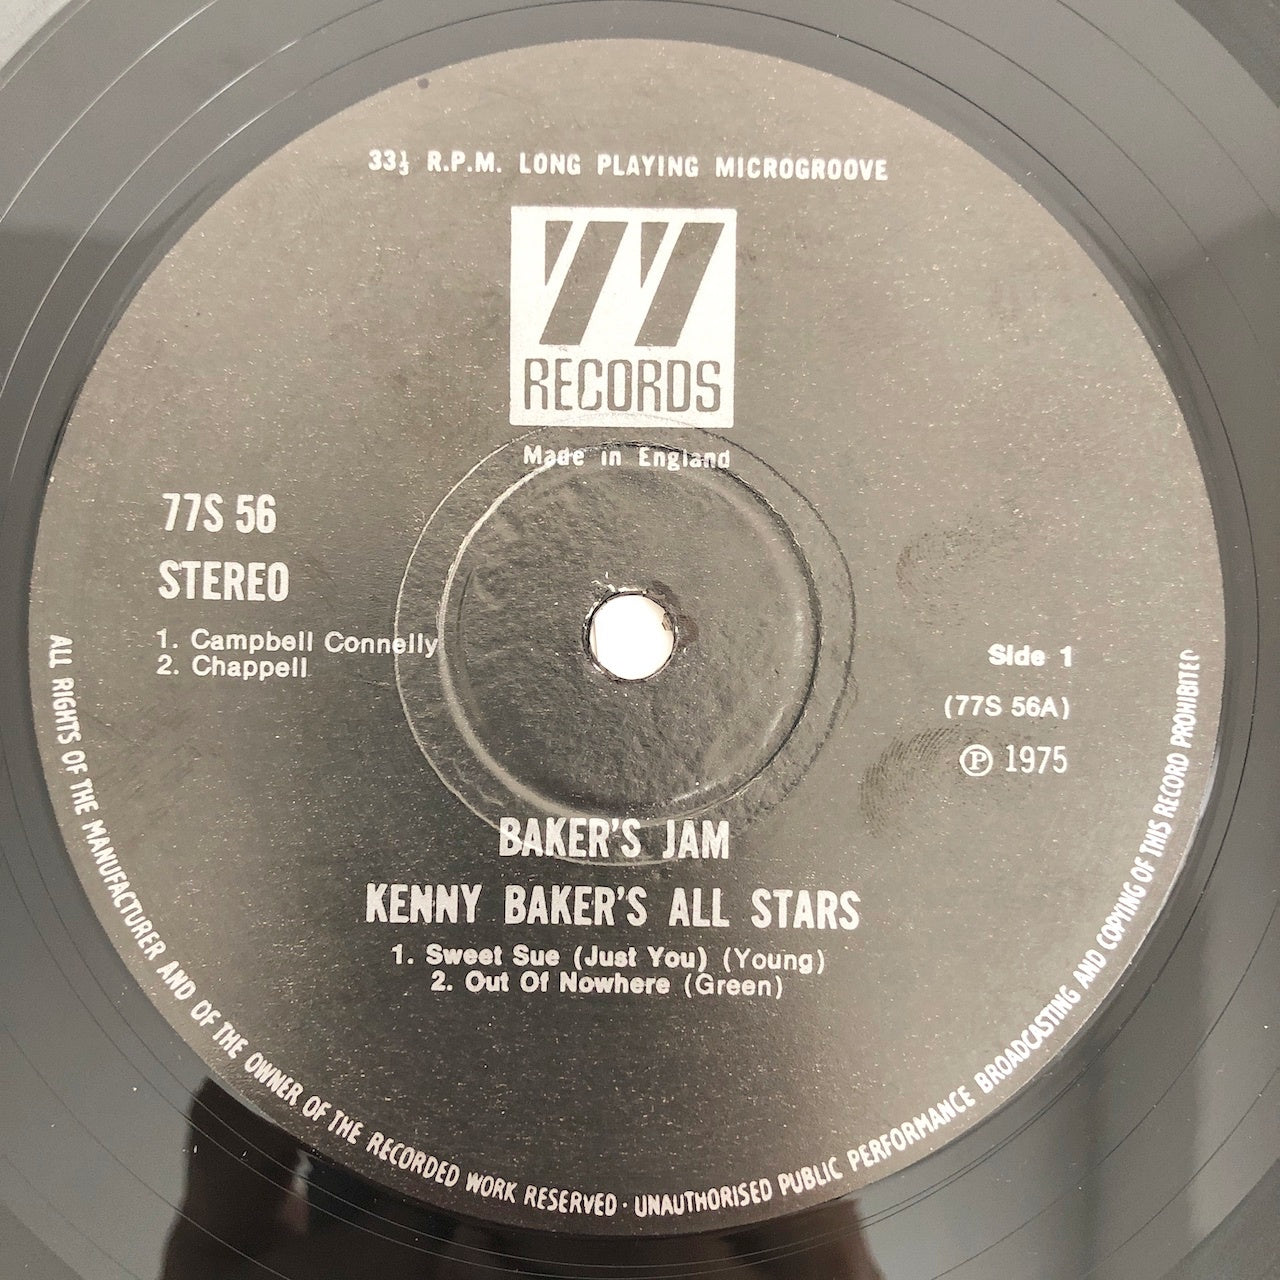 33⅓ R.P.M. LONG PLAYING MICROGROOVE
77
RECORDS
Made in England
77S 56
STEREO
1. Campbell Connelly
2. Chappell
Side 1
(77S 56A)
℗ 1975
BAKER'S JAM
KENNY BAKER'S ALL STARS
1. Sweet Sue (Just You) (Young)
2. Out Of Nowhere (Green)
ALL RIGHTS OF THE MANUFACTURER AND OF THE OWNER OF THE RECORDED WORK RESERVED · UNAUTHORISED PUBLIC PERFORMANCE BROADCASTING AND COPYING OF THIS RECORD PROHIBITED